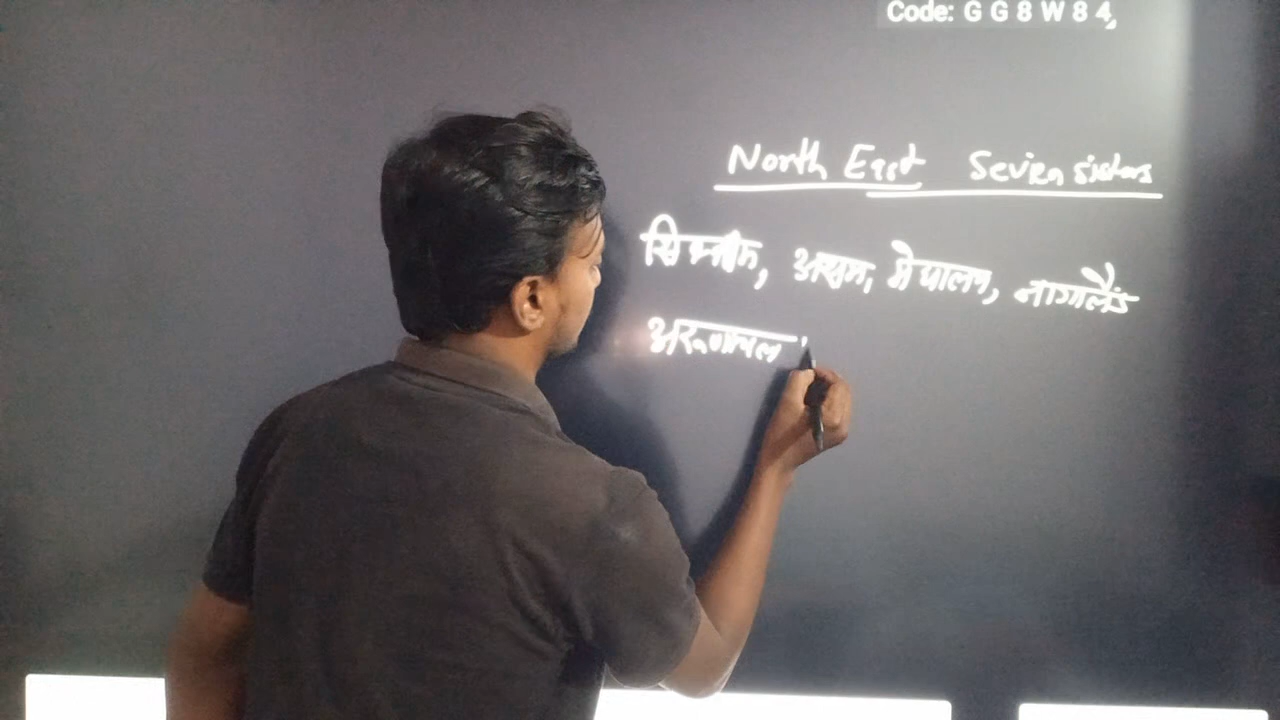 Code: G G 8 W 8 4
North East Seven sisters
सिक्कीम, असम, मेघालय, नागालैंड
अरूणाचल